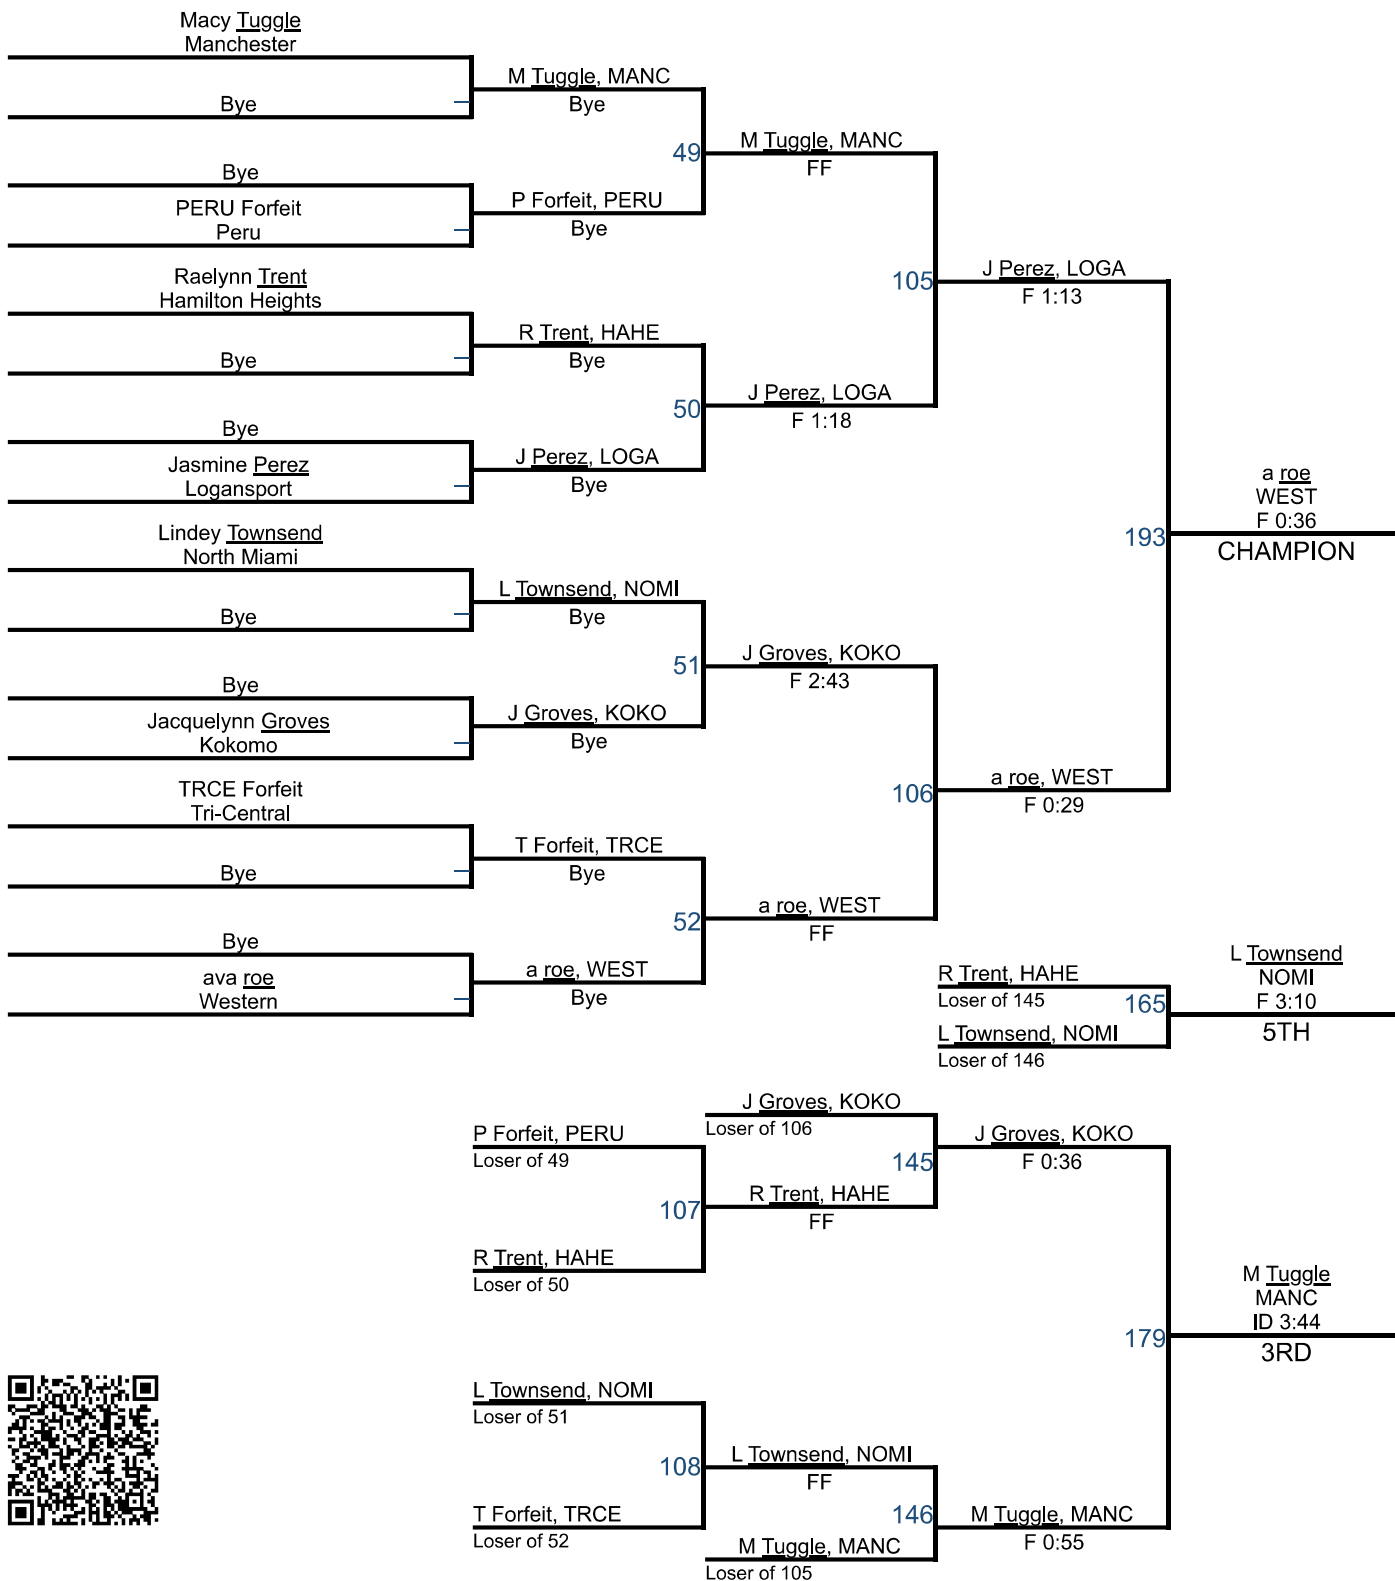 Macy Tuggle
Manchester
Bye
Bye
PERU Forfeit
Peru
Raelynn Trent
Hamilton Heights
Bye
Bye
Jasmine Perez
Logansport
Lindey Townsend
North Miami
Bye
Bye
Jacquelynn Groves
Kokomo
TRCE Forfeit
Tri-Central
Bye
Bye
ava roe
Western
M Tuggle, MANC
Bye
49
P Forfeit, PERU
Bye
R Trent, HAHE
Bye
50
J Perez, LOGA
Bye
L Townsend, NOMI
Bye
51
J Groves, KOKO
Bye
T Forfeit, TRCE
Bye
52
a roe, WEST
Bye
M Tuggle, MANC
FF
105
J Perez, LOGA
F 1:18
J Groves, KOKO
F 2:43
106
a roe, WEST
FF
J Perez, LOGA
F 1:13
193
a roe, WEST
F 0:29
a roe
WEST
F 0:36
CHAMPION
R Trent, HAHE
Loser of 145
165
L Townsend, NOMI
Loser of 146
L Townsend
NOMI
F 3:10
5TH
P Forfeit, PERU
Loser of 49
107
R Trent, HAHE
Loser of 50
L Townsend, NOMI
Loser of 51
108
T Forfeit, TRCE
Loser of 52
J Groves, KOKO
Loser of 106
145
R Trent, HAHE
FF
L Townsend, NOMI
FF
146
M Tuggle, MANC
Loser of 105
J Groves, KOKO
F 0:36
179
M Tuggle, MANC
F 0:55
M Tuggle
MANC
ID 3:44
3RD